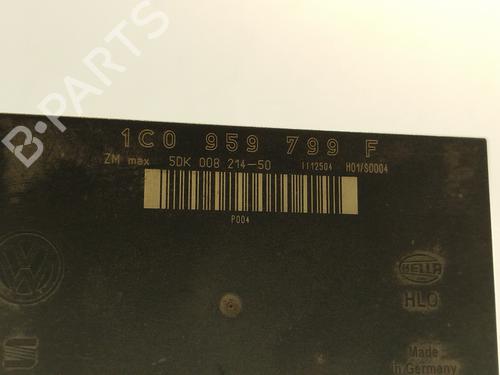 B-PARTS
1C0 959 799 F
ZM max 5DK 008 214-50 1112504 H01/S0004
P004
HELLA
HLO
Made
in Germany